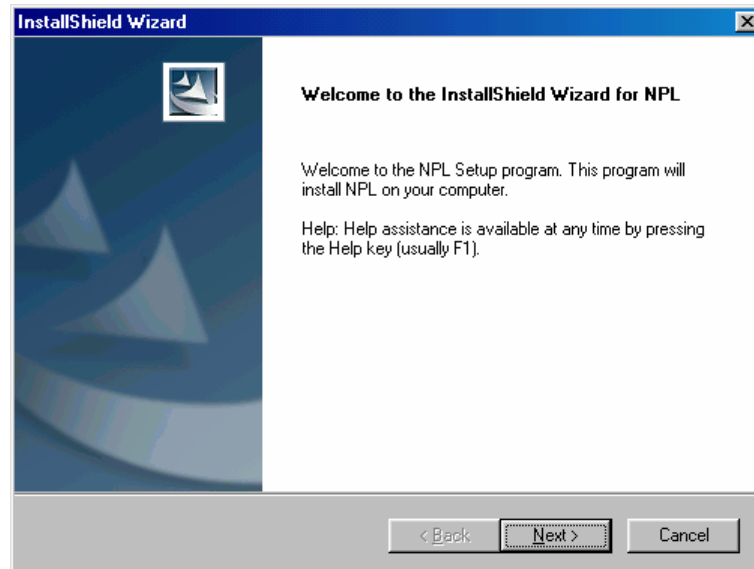 InstallShield Wizard
Welcome to the InstallShield Wizard for NPL
Welcome to the NPL Setup program. This program will
install NPL on your computer.
Help: Help assistance is available at any time by pressing
the Help key (usually F1).
< Back
Next >
Cancel